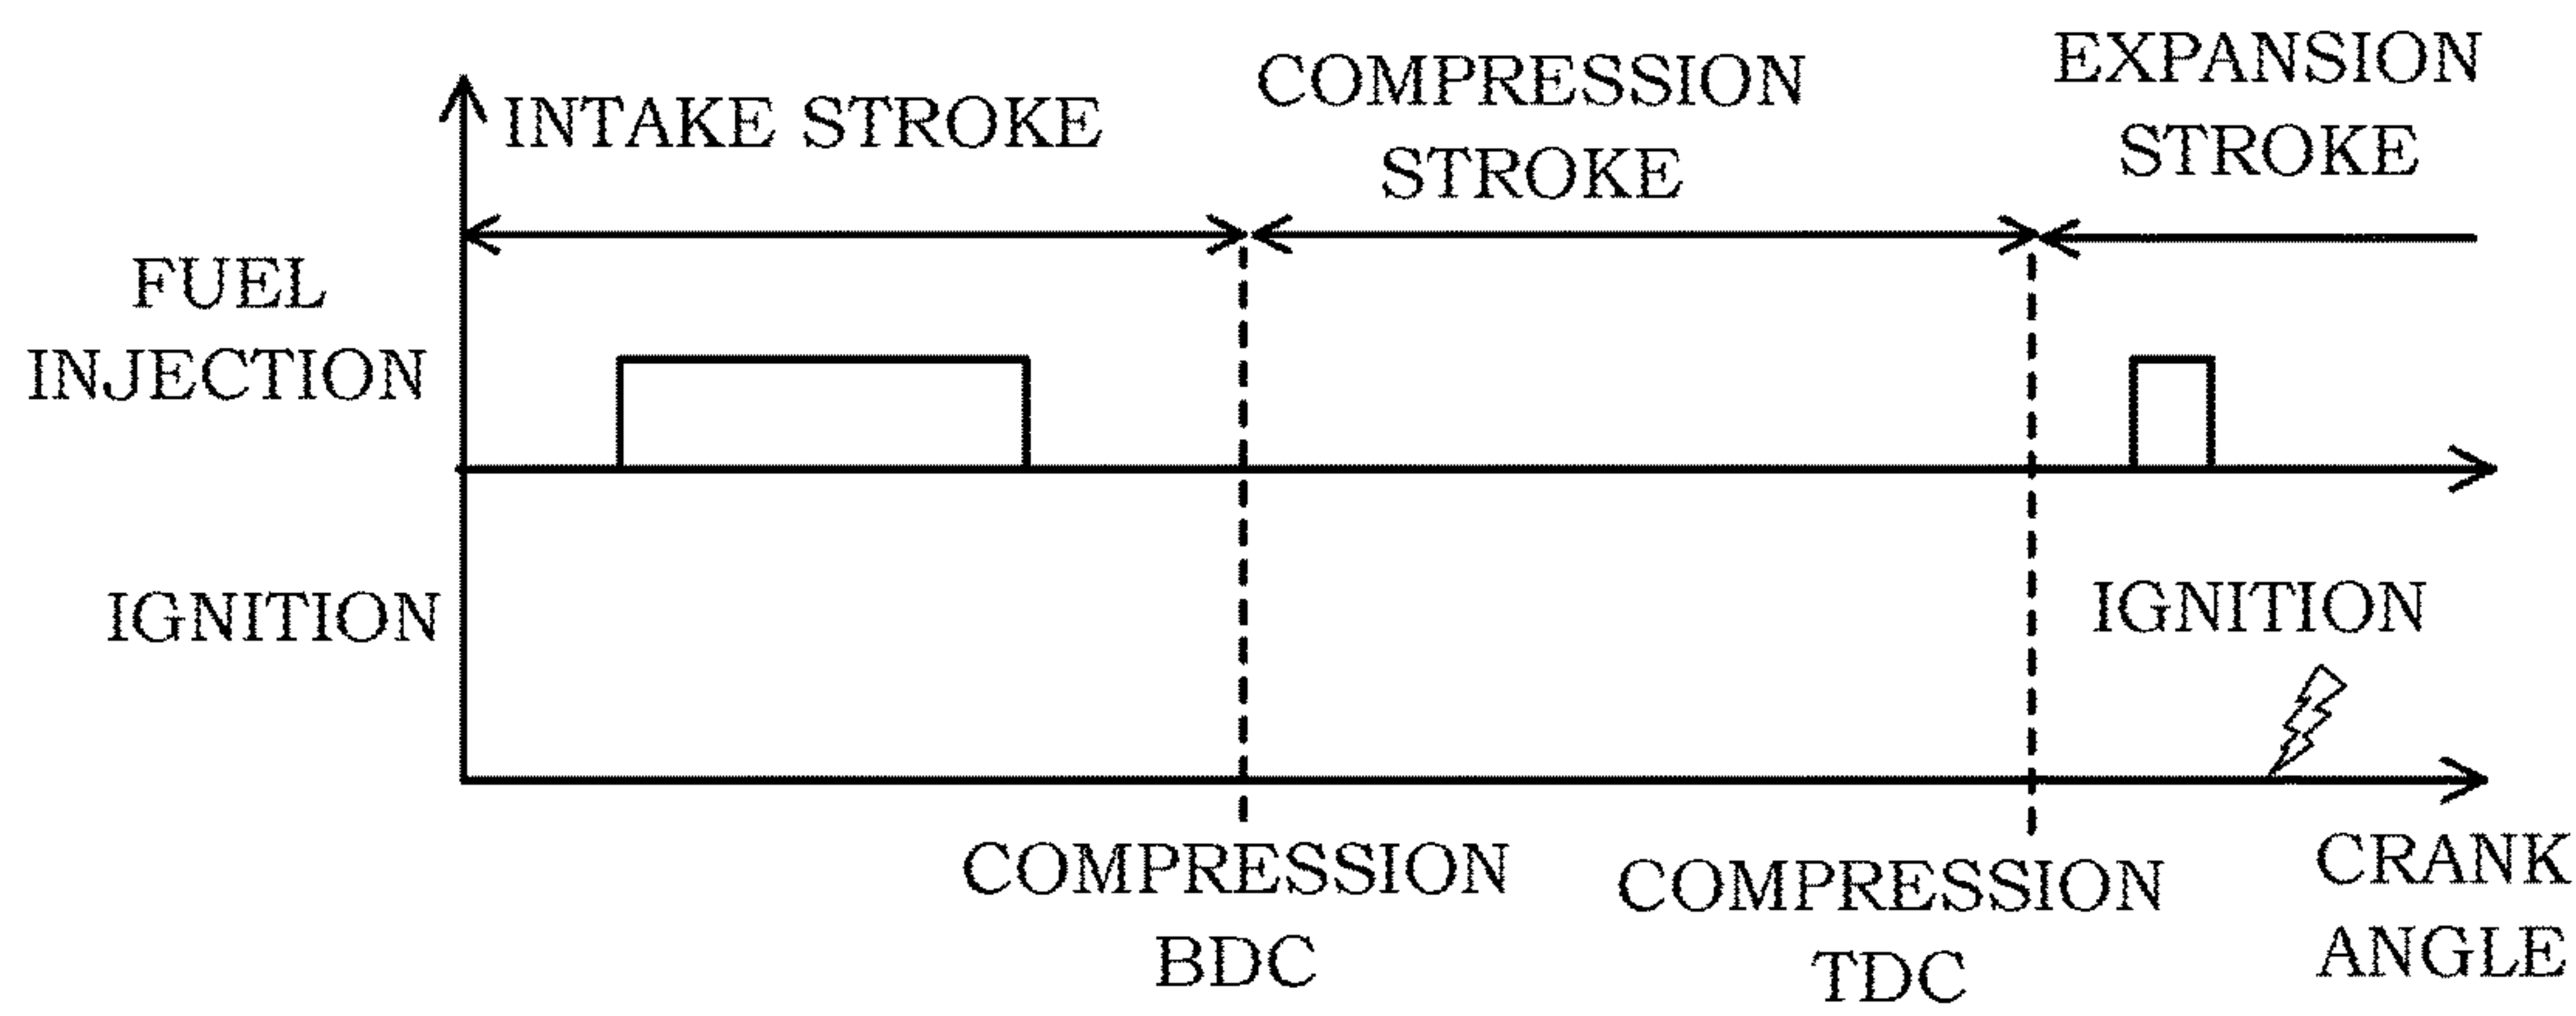 INTAKE STROKE
COMPRESSION
STROKE
EXPANSION
STROKE
FUEL
INJECTION
IGNITION
IGNITION
COMPRESSION
BDC
COMPRESSION
TDC
CRANK
ANGLE